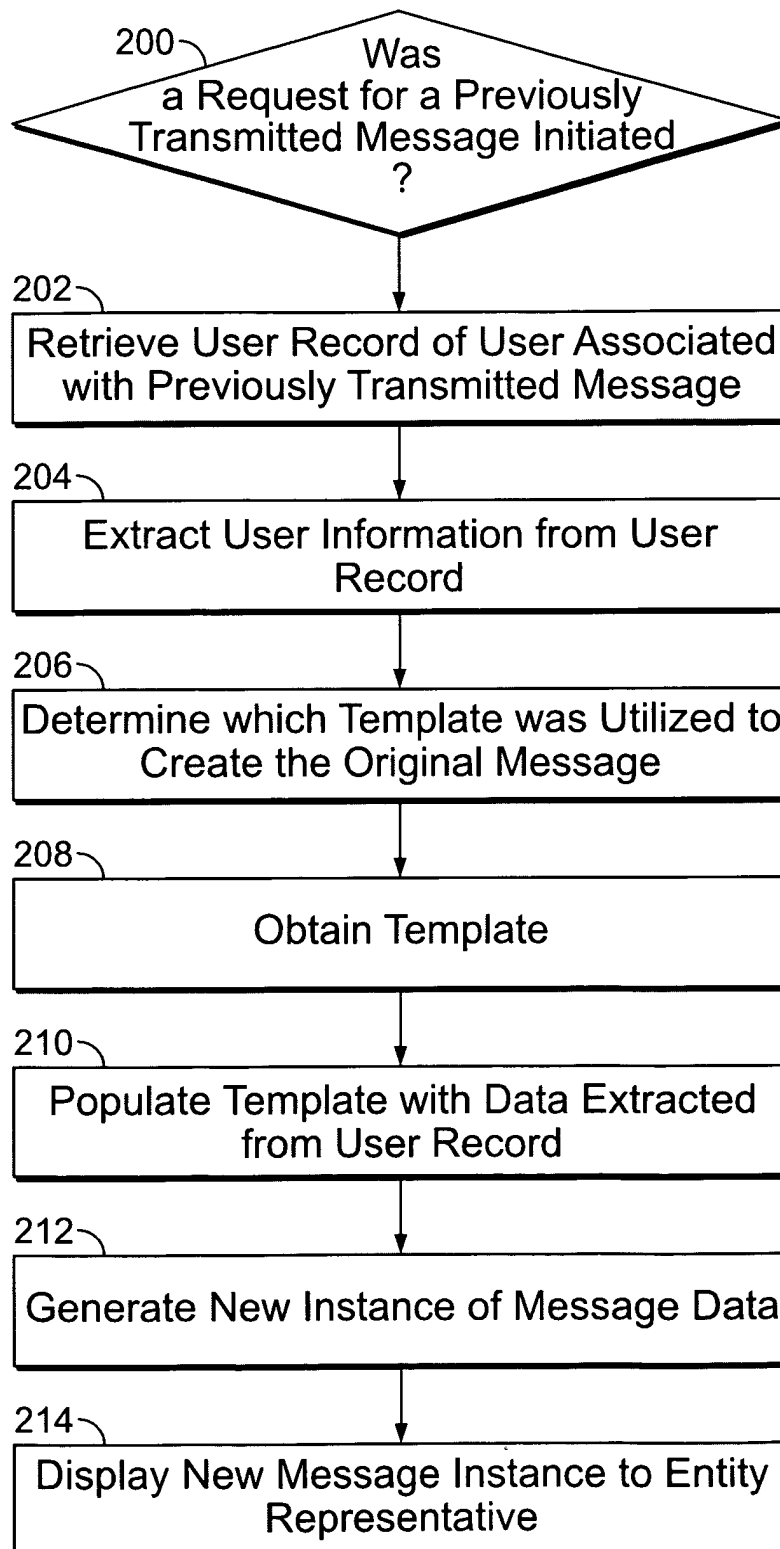 200
Was
a Request for a Previously
Transmitted Message Initiated
?
202
Retrieve User Record of User Associated
with Previously Transmitted Message
204
Extract User Information from User
Record
206
Determine which Template was Utilized to
Create the Original Message
208
Obtain Template
210
Populate Template with Data Extracted
from User Record
212
Generate New Instance of Message Data
214
Display New Message Instance to Entity
Representative